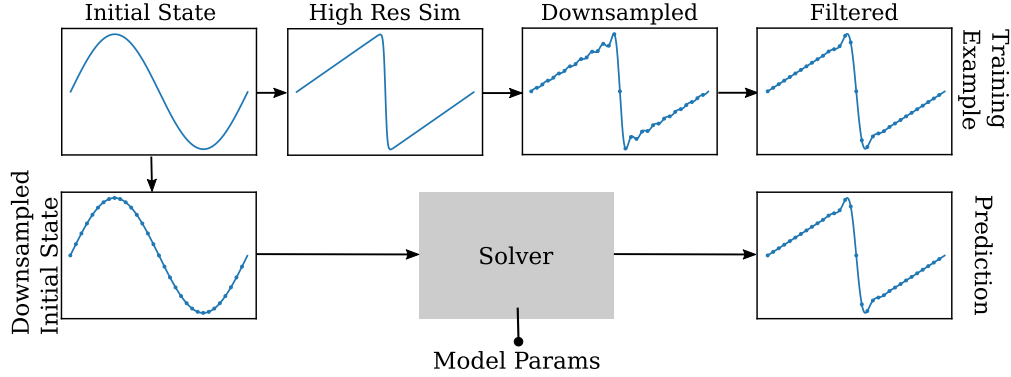 Initial State
High Res Sim
Downsampled
Filtered
Training
Example
Downsampled
Initial State
Solver
Prediction
Model Params